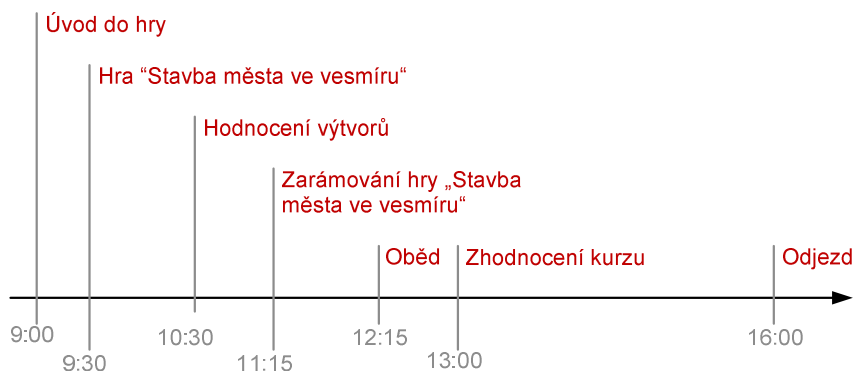 Úvod do hry
Hra “Stavba města ve vesmíru“
Hodnocení výtvorů
Zarámování hry „Stavba
města ve vesmíru“
Oběd
Zhodnocení kurzu
Odjezd
9:00
9:30
10:30
11:15
12:15
13:00
16:00